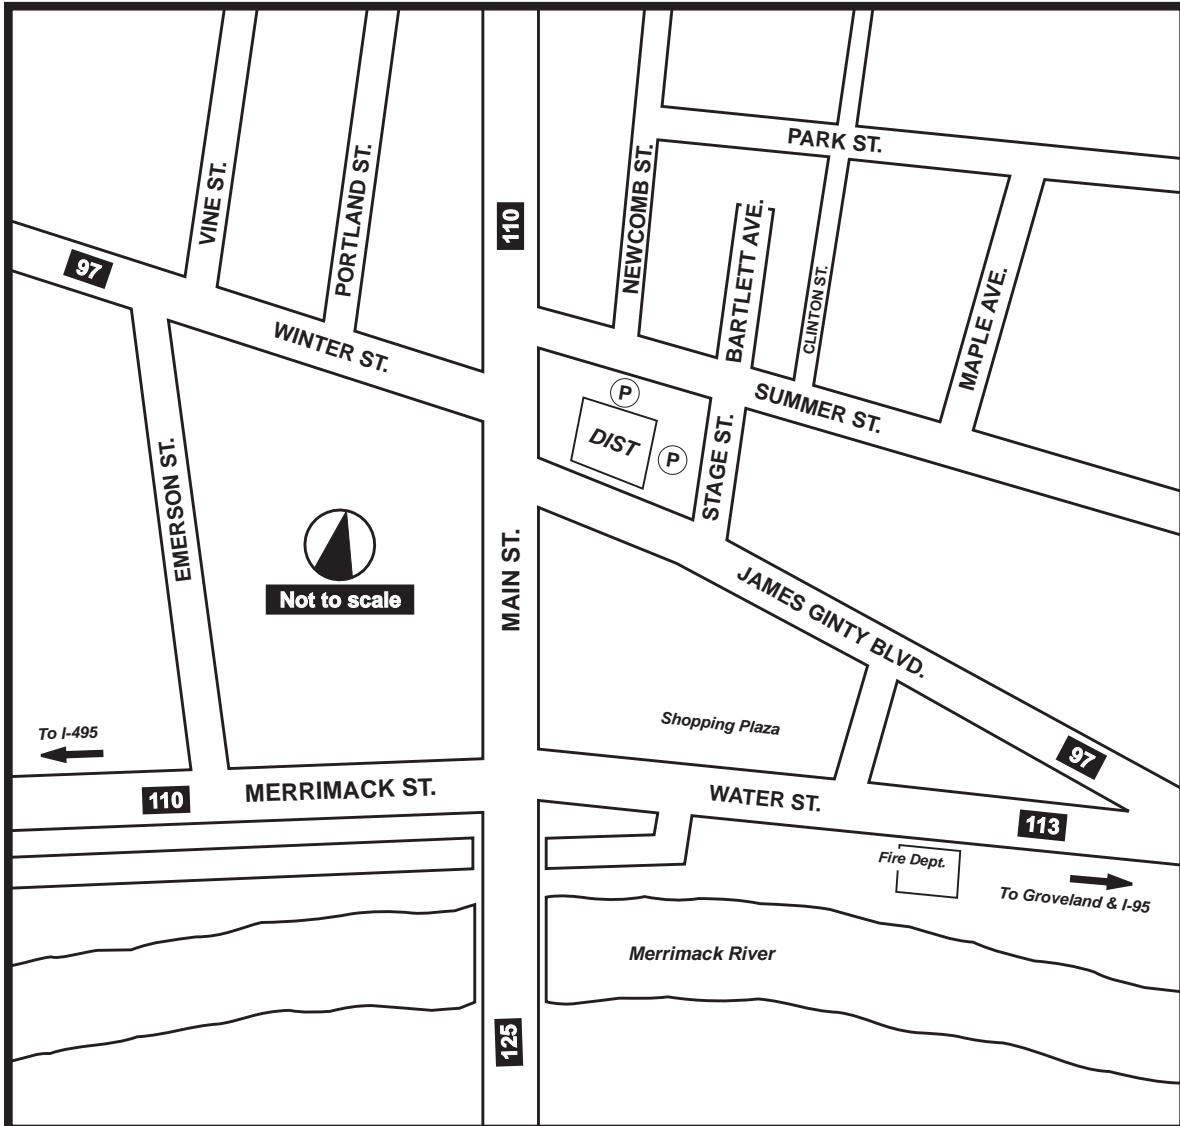 PARK ST.
VINE ST.
PORTLAND ST.
110
NEWCOMB ST.
BARTLETT AVE.
CLINTON ST.
MAPLE AVE.
97
WINTER ST.
SUMMER ST.
P
DIST
P
STAGE ST.
EMERSON ST.
MAIN ST.
Not to scale
JAMES GINTY BLVD.
Shopping Plaza
To I-495
97
110
MERRIMACK ST.
WATER ST.
113
Fire Dept.
To Groveland & I-95
Merrimack River
125